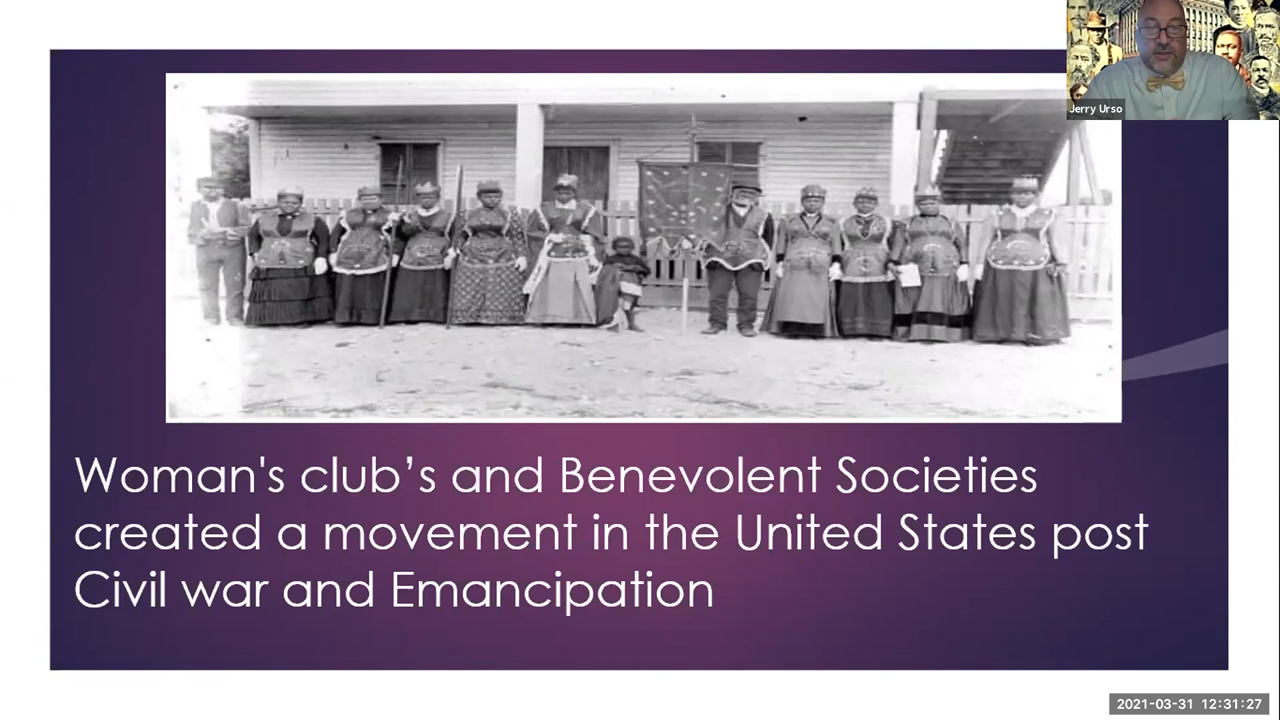 Jerry Urso
Woman's club’s and Benevolent Societies
created a movement in the United States post
Civil war and Emancipation
2021-03-31 12:31:27